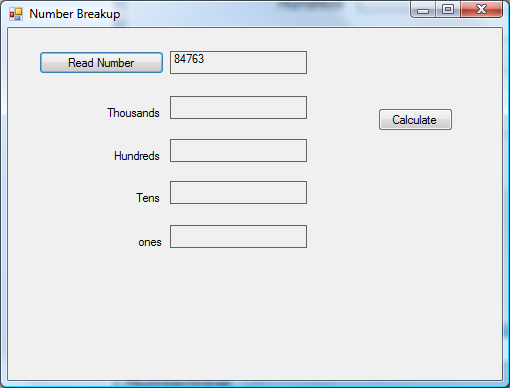 Number Breakup
Read Number 84763
Thousands
Calculate
Hundreds
Tens
ones